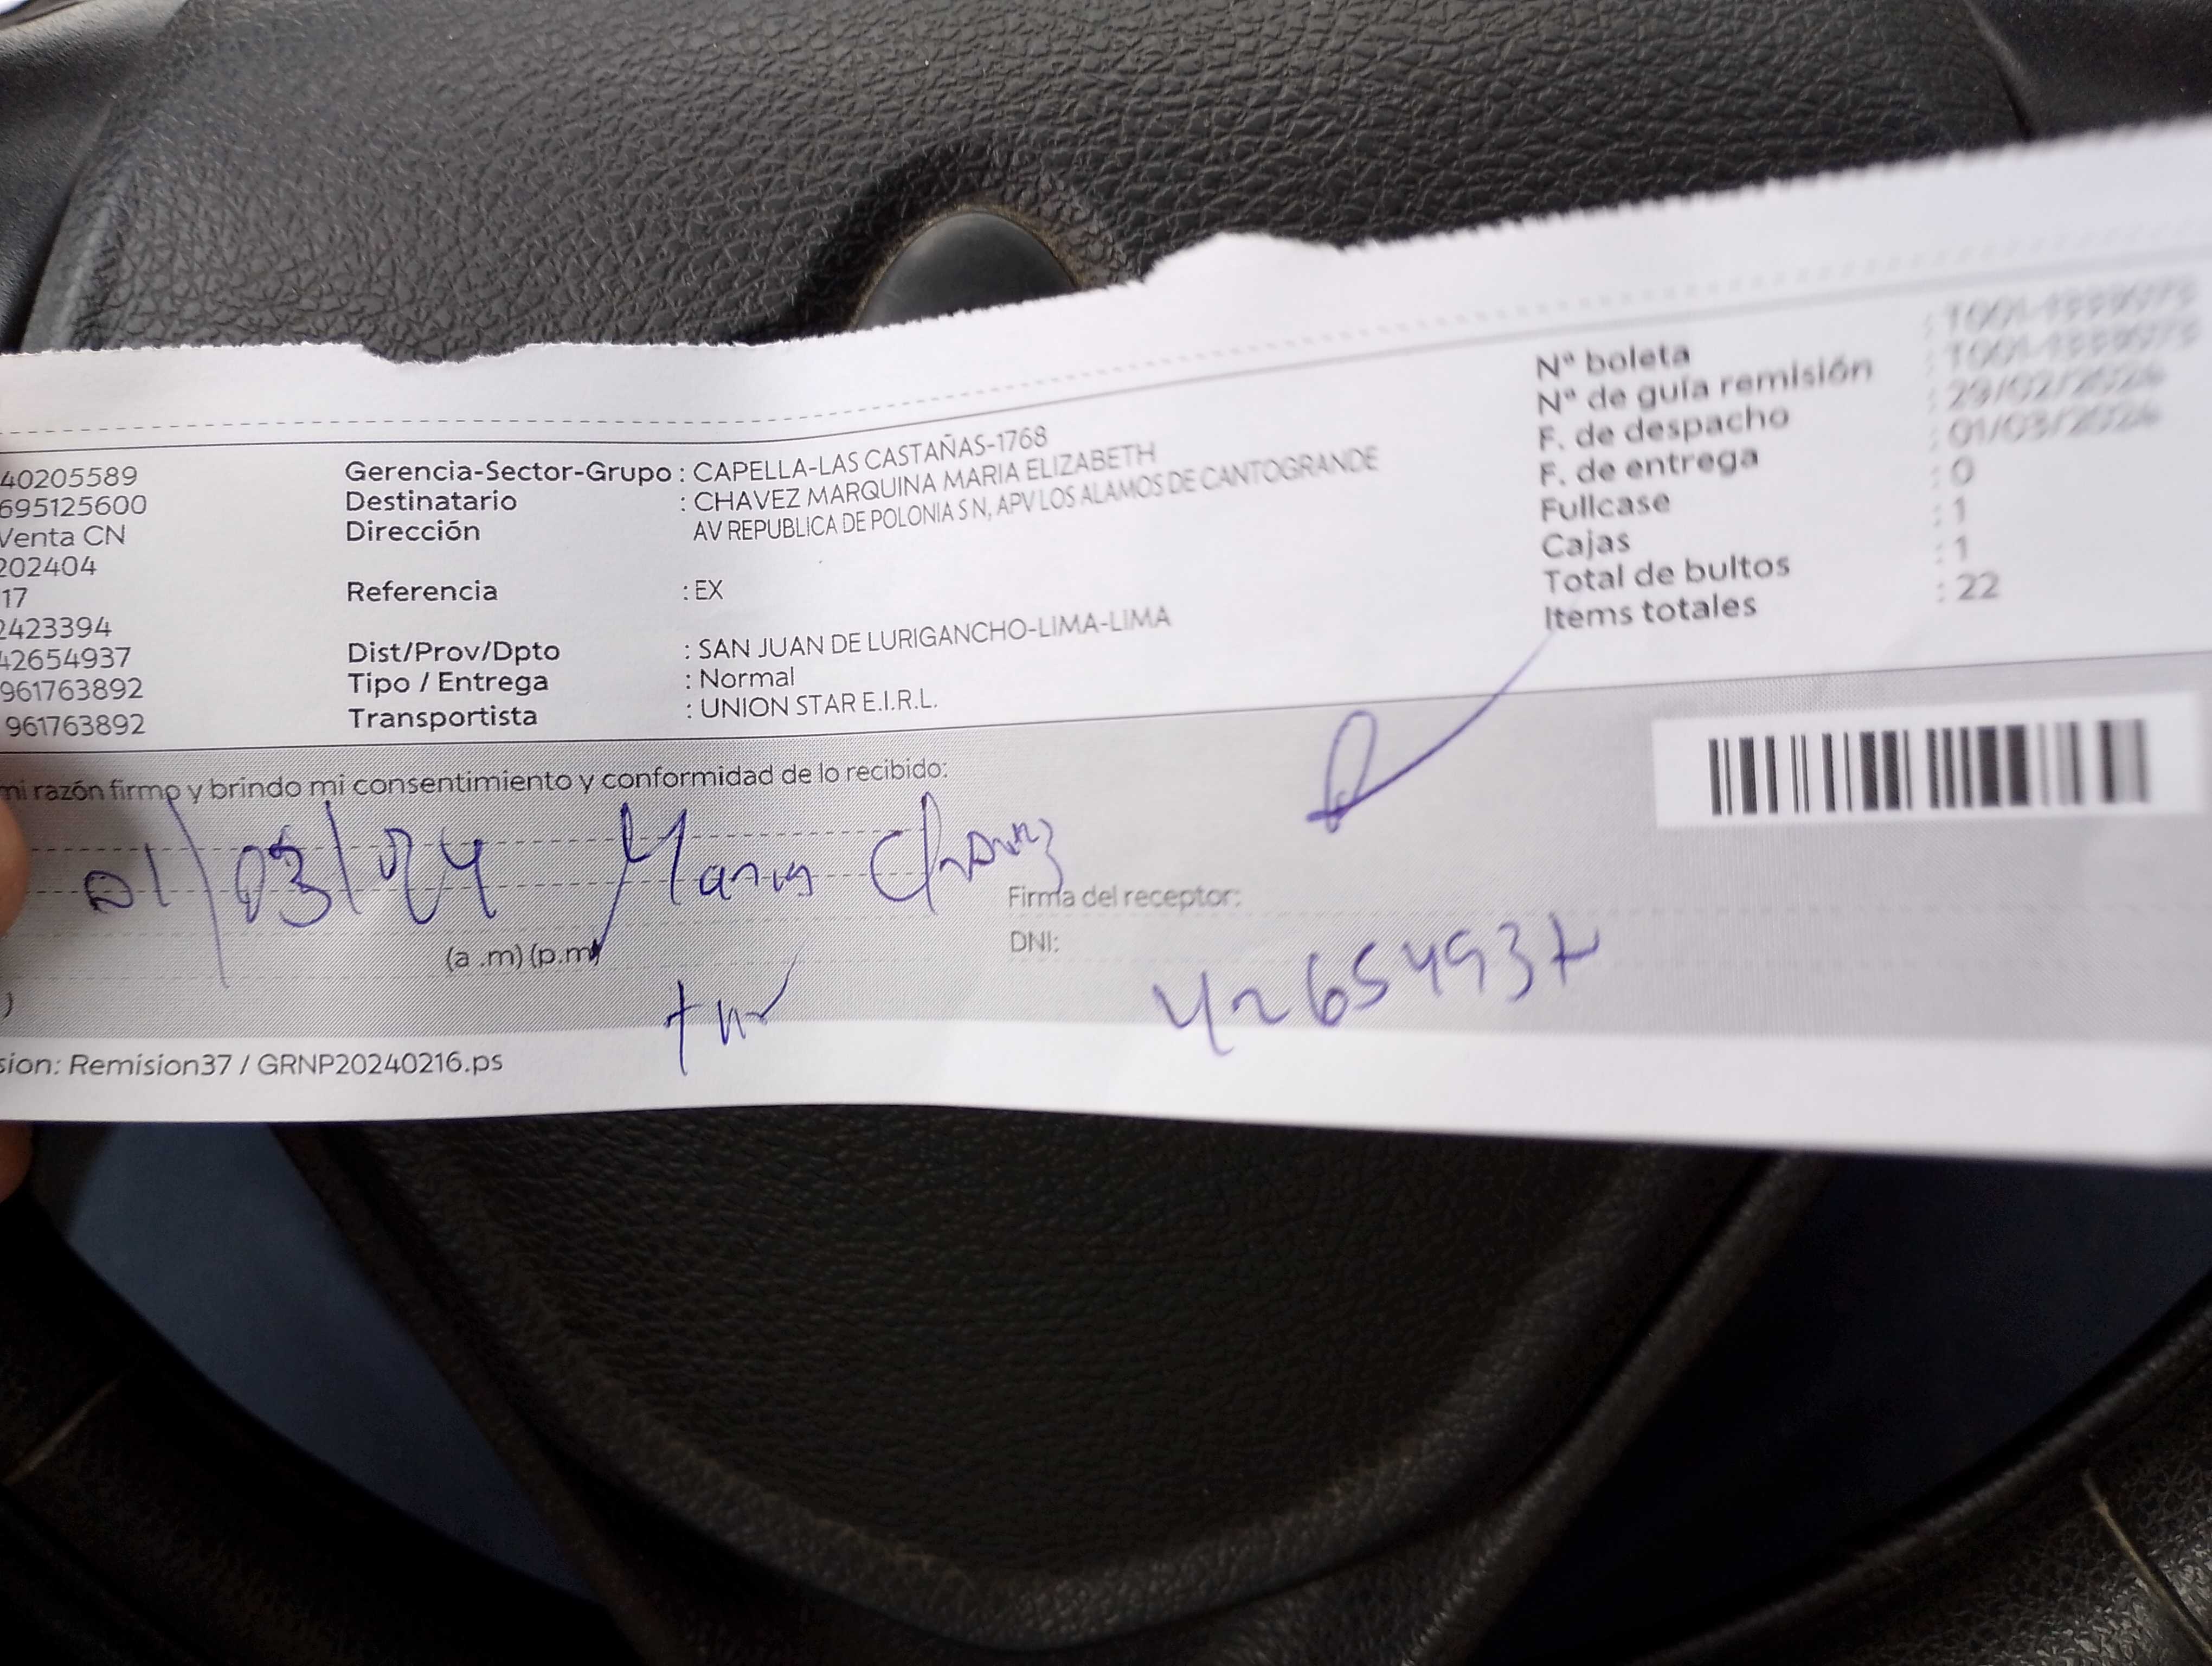 40205589
695125600
Venta CN
202404
17
2423394
42654937
961763892
961763892
Gerencia-Sector-Grupo : CAPELLA-LAS CASTAÑAS-1768
Destinatario : CHAVEZ MARQUINA MARIA ELIZABETH
Dirección AV REPUBLICA DE POLONIA S N, APV LOS ALAMOS DE CANTOGRANDE
Referencia : EX
Dist/Prov/Dpto : SAN JUAN DE LURIGANCHO-LIMA-LIMA
Tipo / Entrega : Normal
Transportista : UNION STAR E.I.R.L.
N° boleta
N° de guía remisión
F. de despacho : 29/02/2024
F. de entrega : 01/03/2024
Fullcase : 0
Cajas : 1
Total de bultos : 1
Items totales : 22
mi razón firmo y brindo mi consentimiento y conformidad de lo recibido:
01/03/24 Maria Chavez
Firma del receptor:
(a .m) (p.m)
DNI:
42654937
sion: Remision37 / GRNP20240216.ps